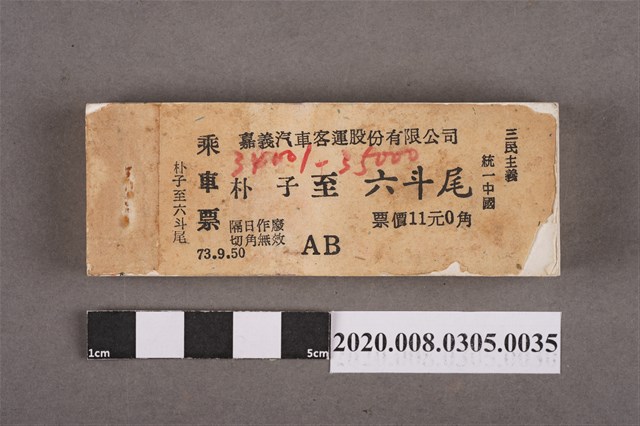 嘉義汽車客運股份有限公司
34001-35000
乘車票
朴子至六斗尾
朴子至六斗尾
三民主義
統一中國
隔日作廢
切角無效
票價11元0角
AB
73.9.50
1cm
5cm
2020.008.0305.0035